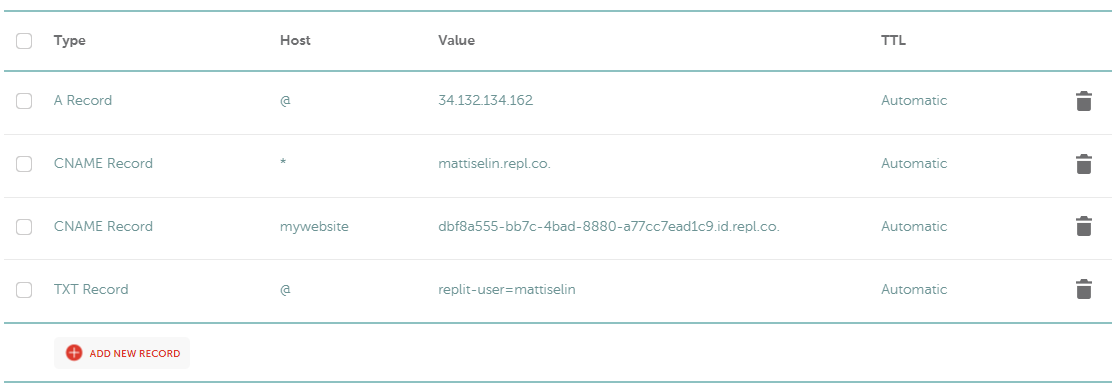 Type Host Value TTL
A Record @ 34.132.134.162 Automatic
CNAME Record * mattiselin.repl.co. Automatic
CNAME Record mywebsite dbf8a555-bb7c-4bad-8880-a77cc7ead1c9.id.repl.co. Automatic
TXT Record @ replit-user=mattiselin Automatic
ADD NEW RECORD